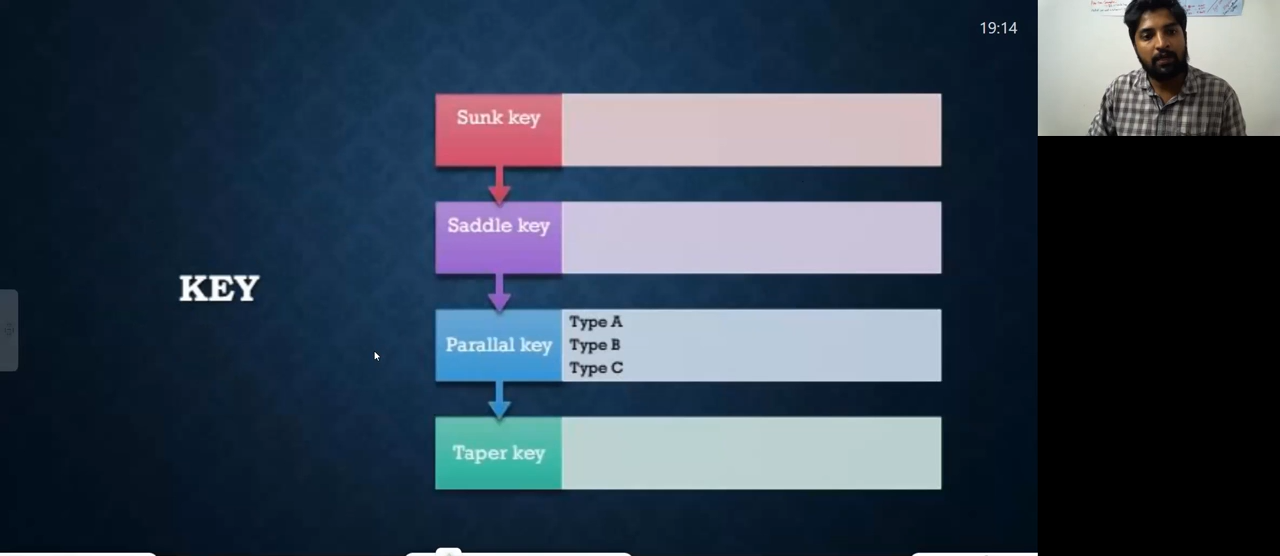 19:14
Sunk key
Saddle key
KEY
Parallal key
Type A
Type B
Type C
Taper key